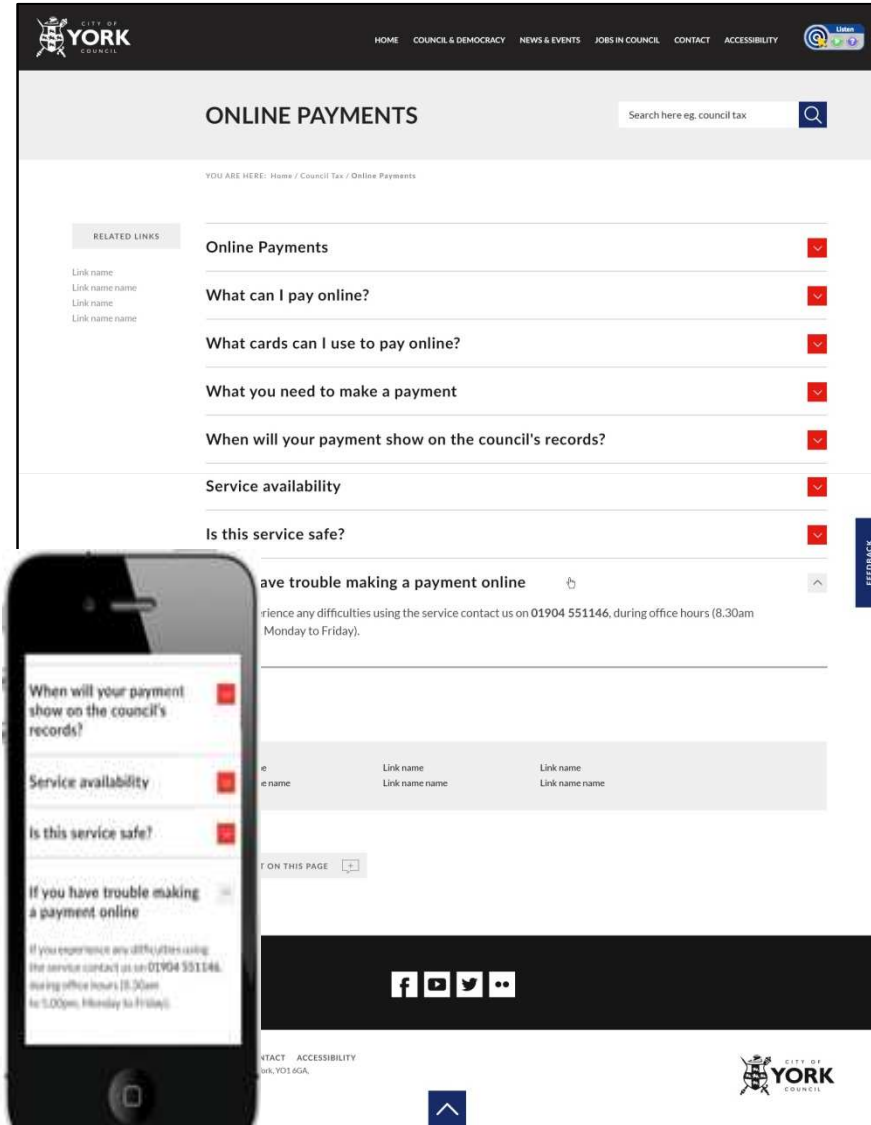 CITY OF
YORK
COUNCIL
HOME COUNCIL & DEMOCRACY NEWS & EVENTS JOBS IN COUNCIL CONTACT ACCESSIBILITY
Listen
ONLINE PAYMENTS
Search here eg. council tax
YOU ARE HERE: Home / Council Tax / Online Payments
RELATED LINKS
Link name
Link name name
Link name
Link name name
Online Payments
What can I pay online?
What cards can I use to pay online?
What you need to make a payment
When will your payment show on the council's records?
Service availability
Is this service safe?
ave trouble making a payment online
rience any difficulties using the service contact us on 01904 551146, during office hours (8.30am
Monday to Friday).
FEEDBACK
When will your payment
show on the council's
records?
Service availability
Is this service safe?
If you have trouble making
a payment online
If you experience any difficulties using
the service contact us on 01904 551146,
during office hours (8.30am
to 5.00pm, Monday to Friday).
e Link name Link name
e name Link name name Link name name
T ON THIS PAGE
NTACT ACCESSIBILITY
ork, YO1 6GA,
CITY OF
YORK
COUNCIL